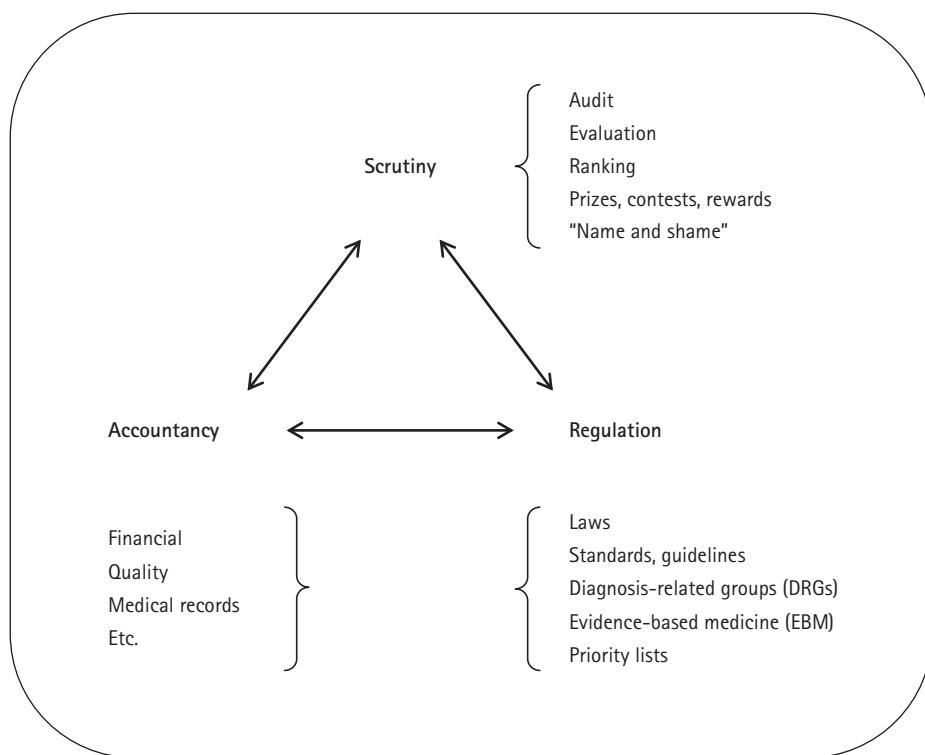 Audit
Evaluation
Scrutiny
Ranking
Prizes, contests, rewards
“Name and shame”
Accountancy
Regulation
Financial
Quality
Medical records
Etc.
Laws
Standards, guidelines
Diagnosis-related groups (DRGs)
Evidence-based medicine (EBM)
Priority lists